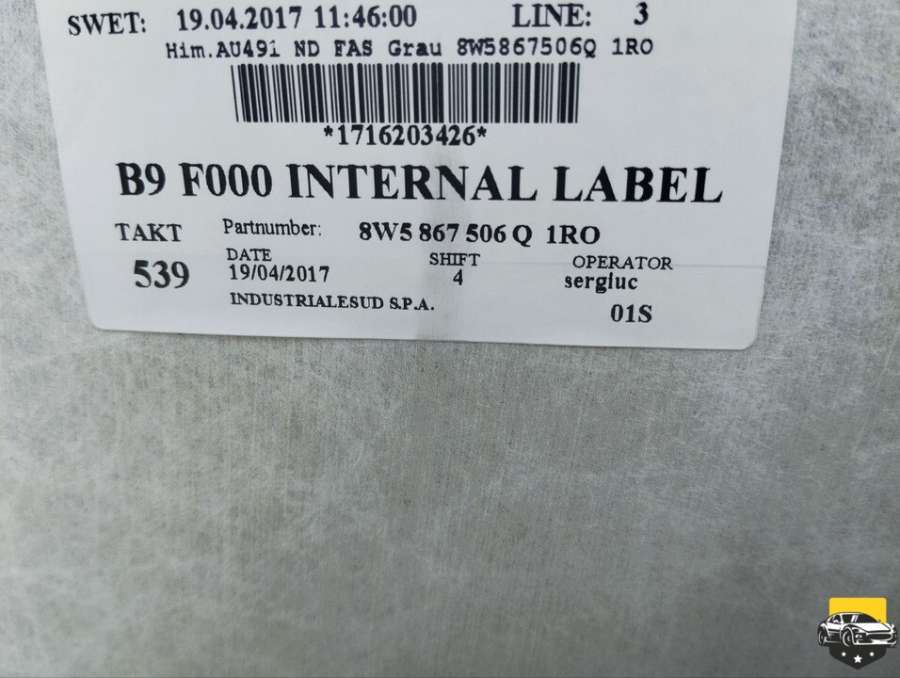 SWET: 19.04.2017 11:46:00 LINE: 3
Him.AU491 ND FAS Grau 8W5867506Q 1RO
*1716203426*
B9 F000 INTERNAL LABEL
TAKT Partnumber: 8W5 867 506 Q 1RO
539 DATE SHIFT OPERATOR
19/04/2017 4 sergiuc
INDUSTRIALESUD S.P.A. 01S